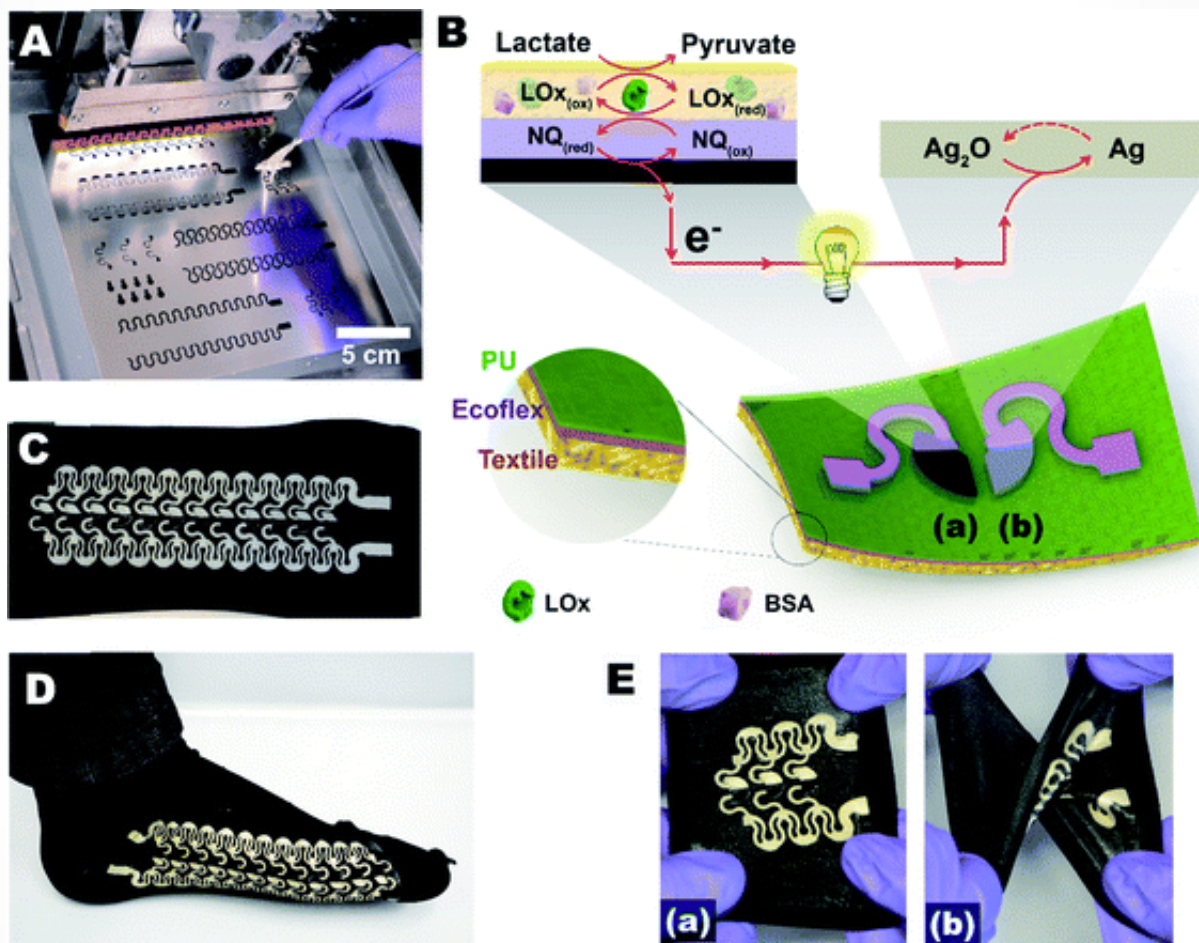 A
5 cm
B
Lactate Pyruvate
LOx(ox) LOx(red)
NQ(red) NQ(ox)
Ag2O Ag
e-
PU
Ecoflex
Textile
(a) (b)
LOx BSA
C
D
E
(a) (b)